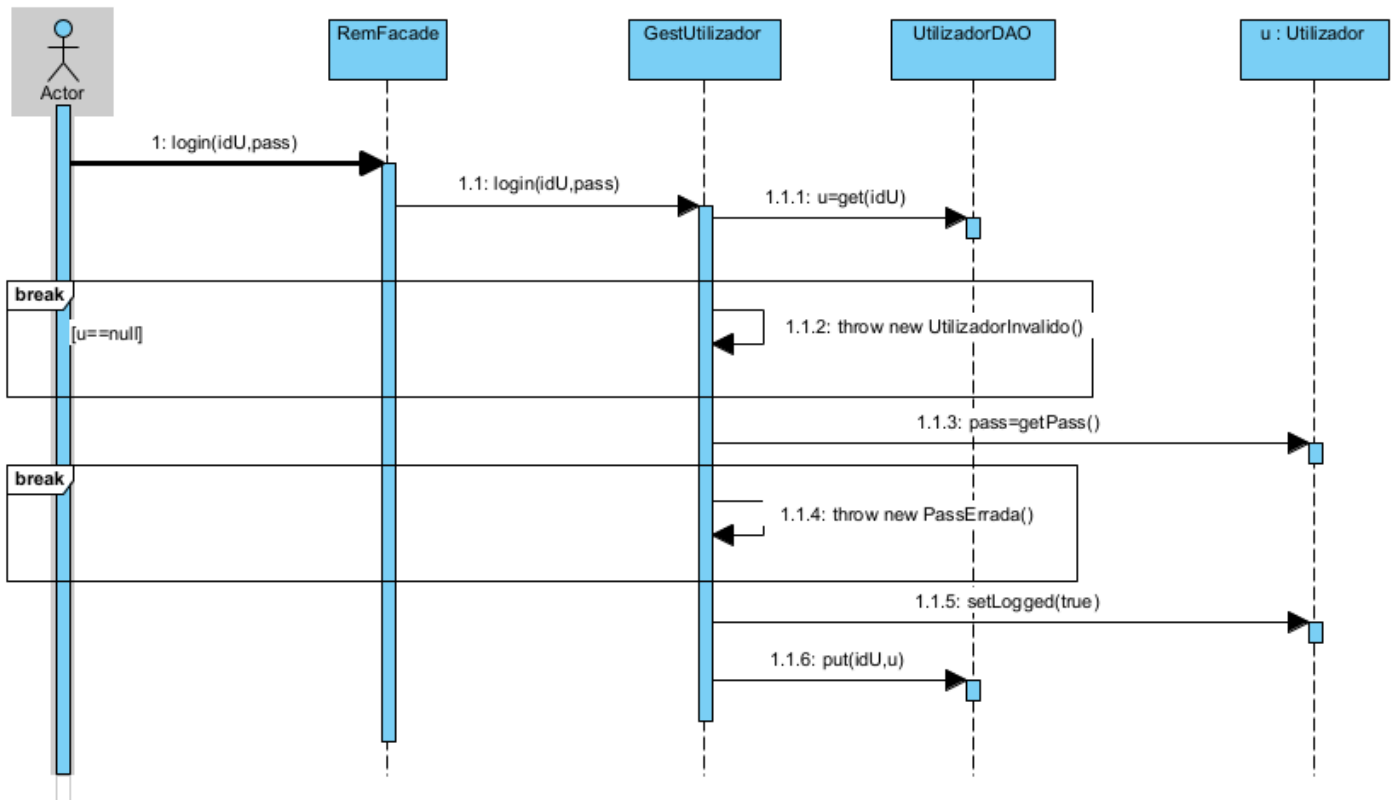 RemFacade
GestUtilizador
UtilizadorDAO
u : Utilizador
Actor
1: login(idU,pass)
1.1: login(idU,pass)
1.1.1: u=get(idU)
break
[u==null]
1.1.2: throw new UtilizadorInvalido()
1.1.3: pass=getPass()
break
1.1.4: throw new PassErrada()
1.1.5: setLogged(true)
1.1.6: put(idU,u)